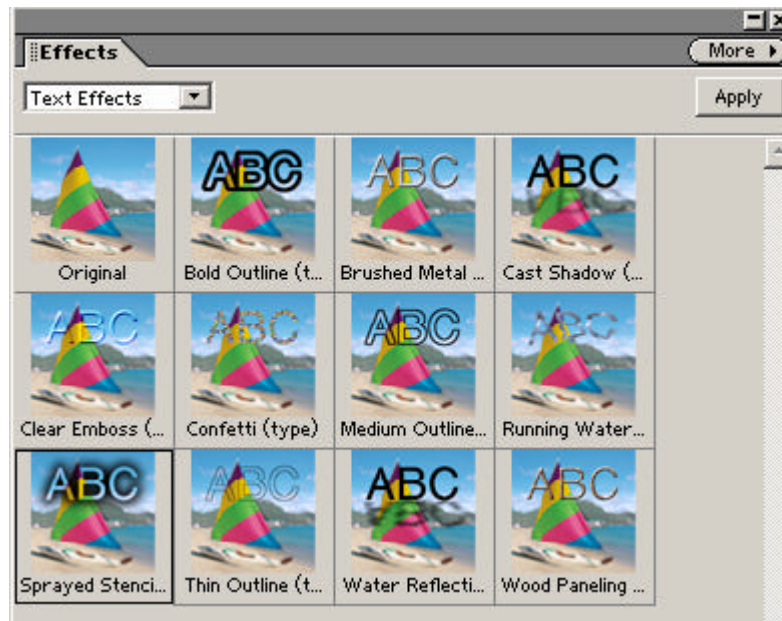 Effects
More
Text Effects
Apply
ABC ABC ABC
Original Bold Outline (t... Brushed Metal ... Cast Shadow (...
ABC ABC ABC ABC
Clear Emboss (... Confetti (type) Medium Outline... Running Water...
ABC ABC ABC ABC
Sprayed Stenci... Thin Outline (t... Water Reflecti... Wood Paneling ...